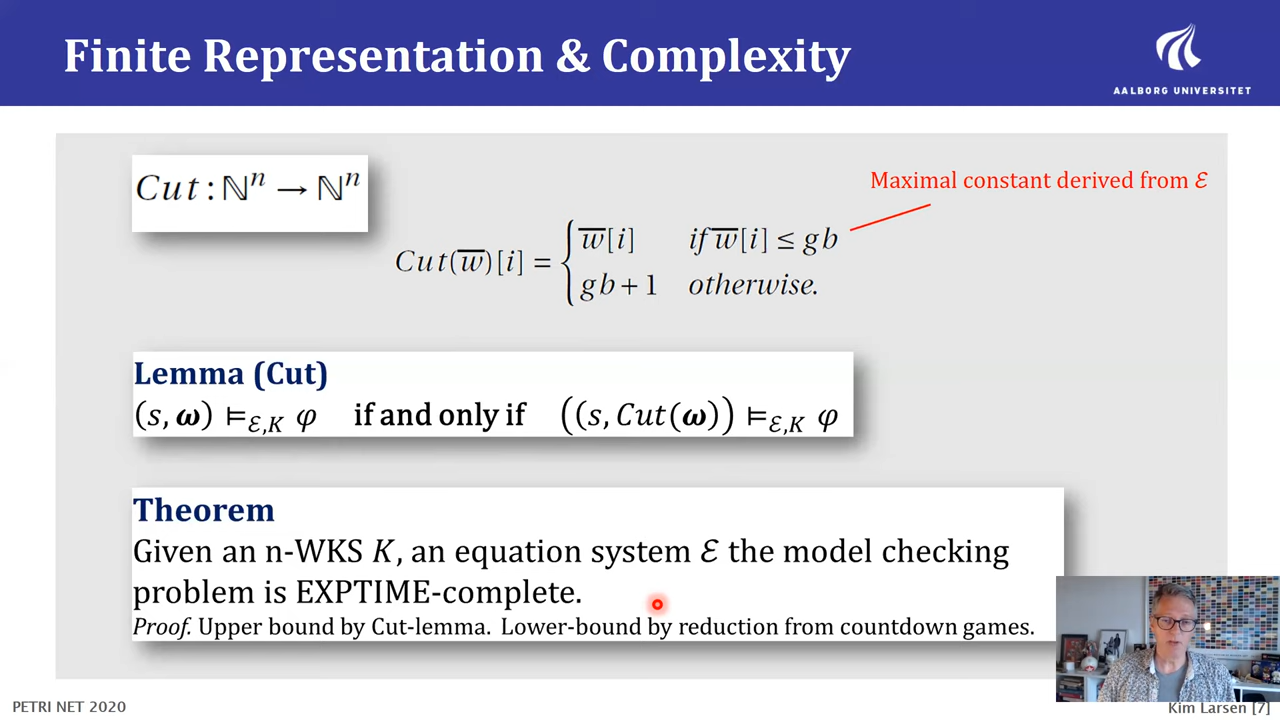 Finite Representation & Complexity
AALBORG UNIVERSITET
Cut : ℕⁿ → ℕⁿ
Maximal constant derived from ℰ
Cut(w̅)[i] = { w̅[i] if w̅[i] ≤ gb
gb + 1 otherwise.
Lemma (Cut)
(s, ω) ⊨ℰ,K φ if and only if ((s, Cut(ω)) ⊨ℰ,K φ
Theorem
Given an n-WKS K, an equation system ℰ the model checking
problem is EXPTIME-complete.
Proof. Upper bound by Cut-lemma. Lower-bound by reduction from countdown games.
PETRI NET 2020
Kim Larsen [7]